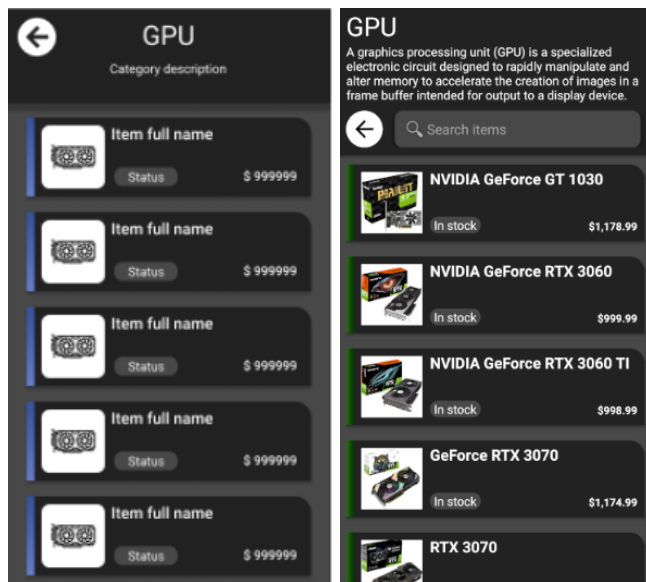 GPU
Category description
Item full name
Status
$ 999999
Item full name
Status
$ 999999
Item full name
Status
$ 999999
Item full name
Status
$ 999999
Item full name
Status
$ 999999
GPU
A graphics processing unit (GPU) is a specialized
electronic circuit designed to rapidly manipulate and
alter memory to accelerate the creation of images in a
frame buffer intended for output to a display device.
Search items
NVIDIA GeForce GT 1030
In stock
$1,178.99
NVIDIA GeForce RTX 3060
In stock
$999.99
NVIDIA GeForce RTX 3060 TI
In stock
$998.99
GeForce RTX 3070
In stock
$1,174.99
RTX 3070